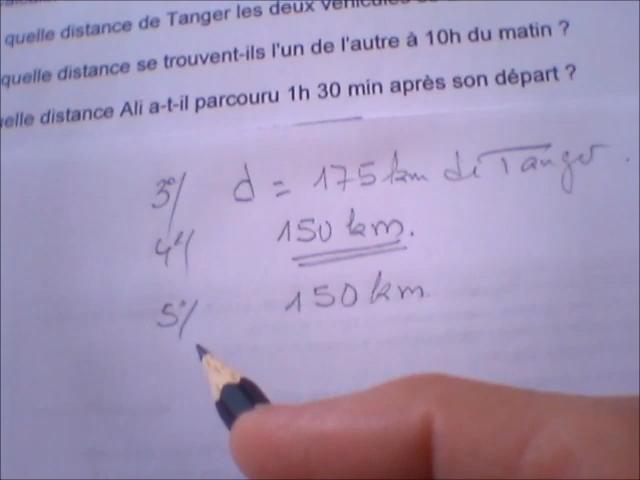 quelle distance de Tanger les deux véhicules
quelle distance se trouvent-ils l'un de l'autre à 10h du matin ?
elle distance Ali a-t-il parcouru 1h 30 min après son départ ?
3°/ d = 175 km de Tanger.
4°/ 150 km.
5°/ 150 km